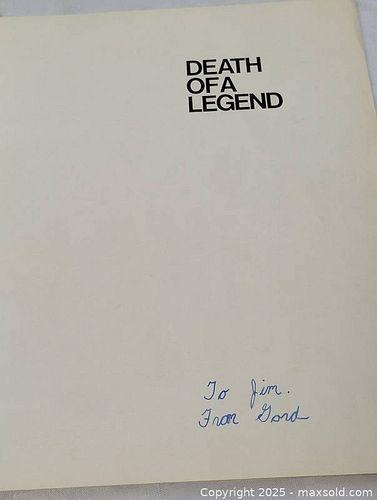 DEATH
OF A
LEGEND
To Jim.
From Gord
Copyright 2025 - maxsold.com